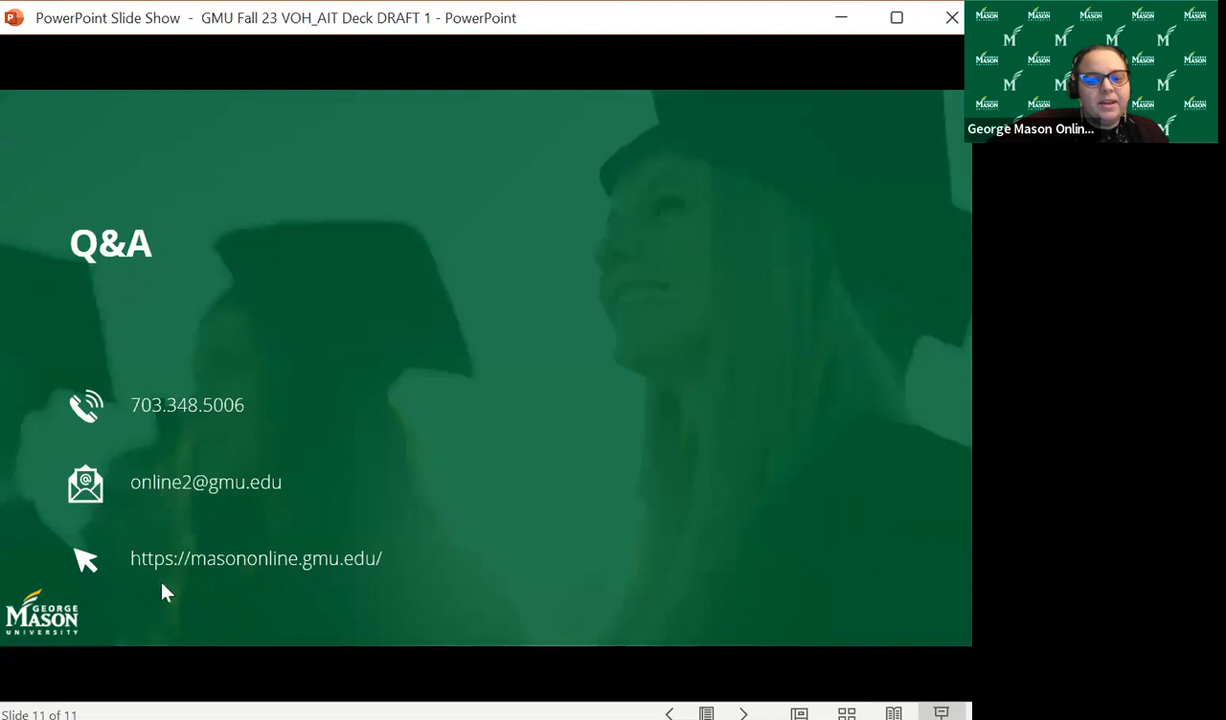 PowerPoint Slide Show - GMU Fall 23 VOH_AIT Deck DRAFT 1 - PowerPoint
George Mason Onlin...
Q&A
703.348.5006
online2@gmu.edu
https://masononline.gmu.edu/
GEORGE
MASON
UNIVERSITY
Slide 11 of 11